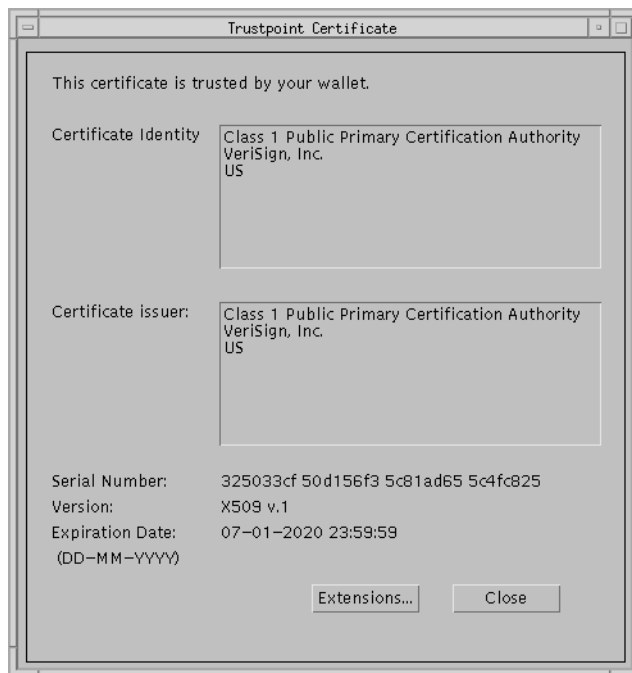 Trustpoint Certificate
This certificate is trusted by your wallet.
Certificate Identity
Class 1 Public Primary Certification Authority
VeriSign, Inc.
US
Certificate issuer:
Class 1 Public Primary Certification Authority
VeriSign, Inc.
US
Serial Number: 325033cf 50d156f3 5c81ad65 5c4fc825
Version: X509 v.1
Expiration Date: 07-01-2020 23:59:59
(DD-MM-YYYY)
Extensions... Close